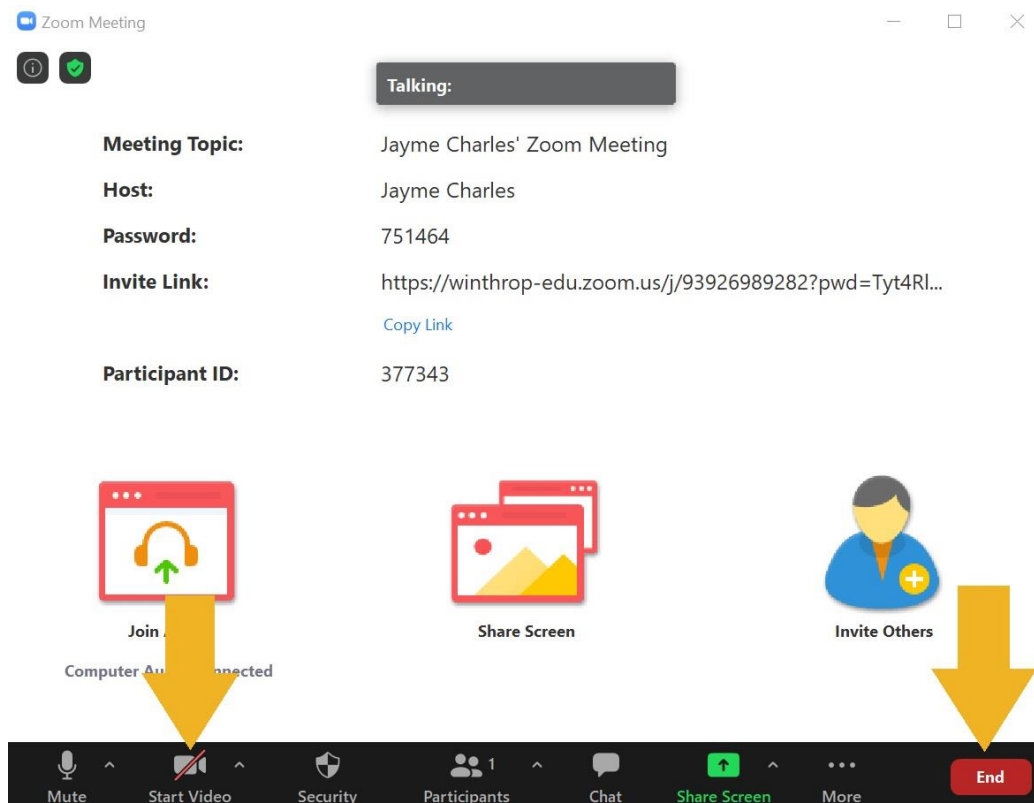 Zoom Meeting
Talking:
Meeting Topic: Jayme Charles' Zoom Meeting
Host: Jayme Charles
Password: 751464
Invite Link: https://winthrop-edu.zoom.us/j/93926989282?pwd=Tyt4Rl...
Copy Link
Participant ID: 377343
Join Share Screen Invite Others
Computer
1
Mute Start Video Security Participants Chat Share Screen More End